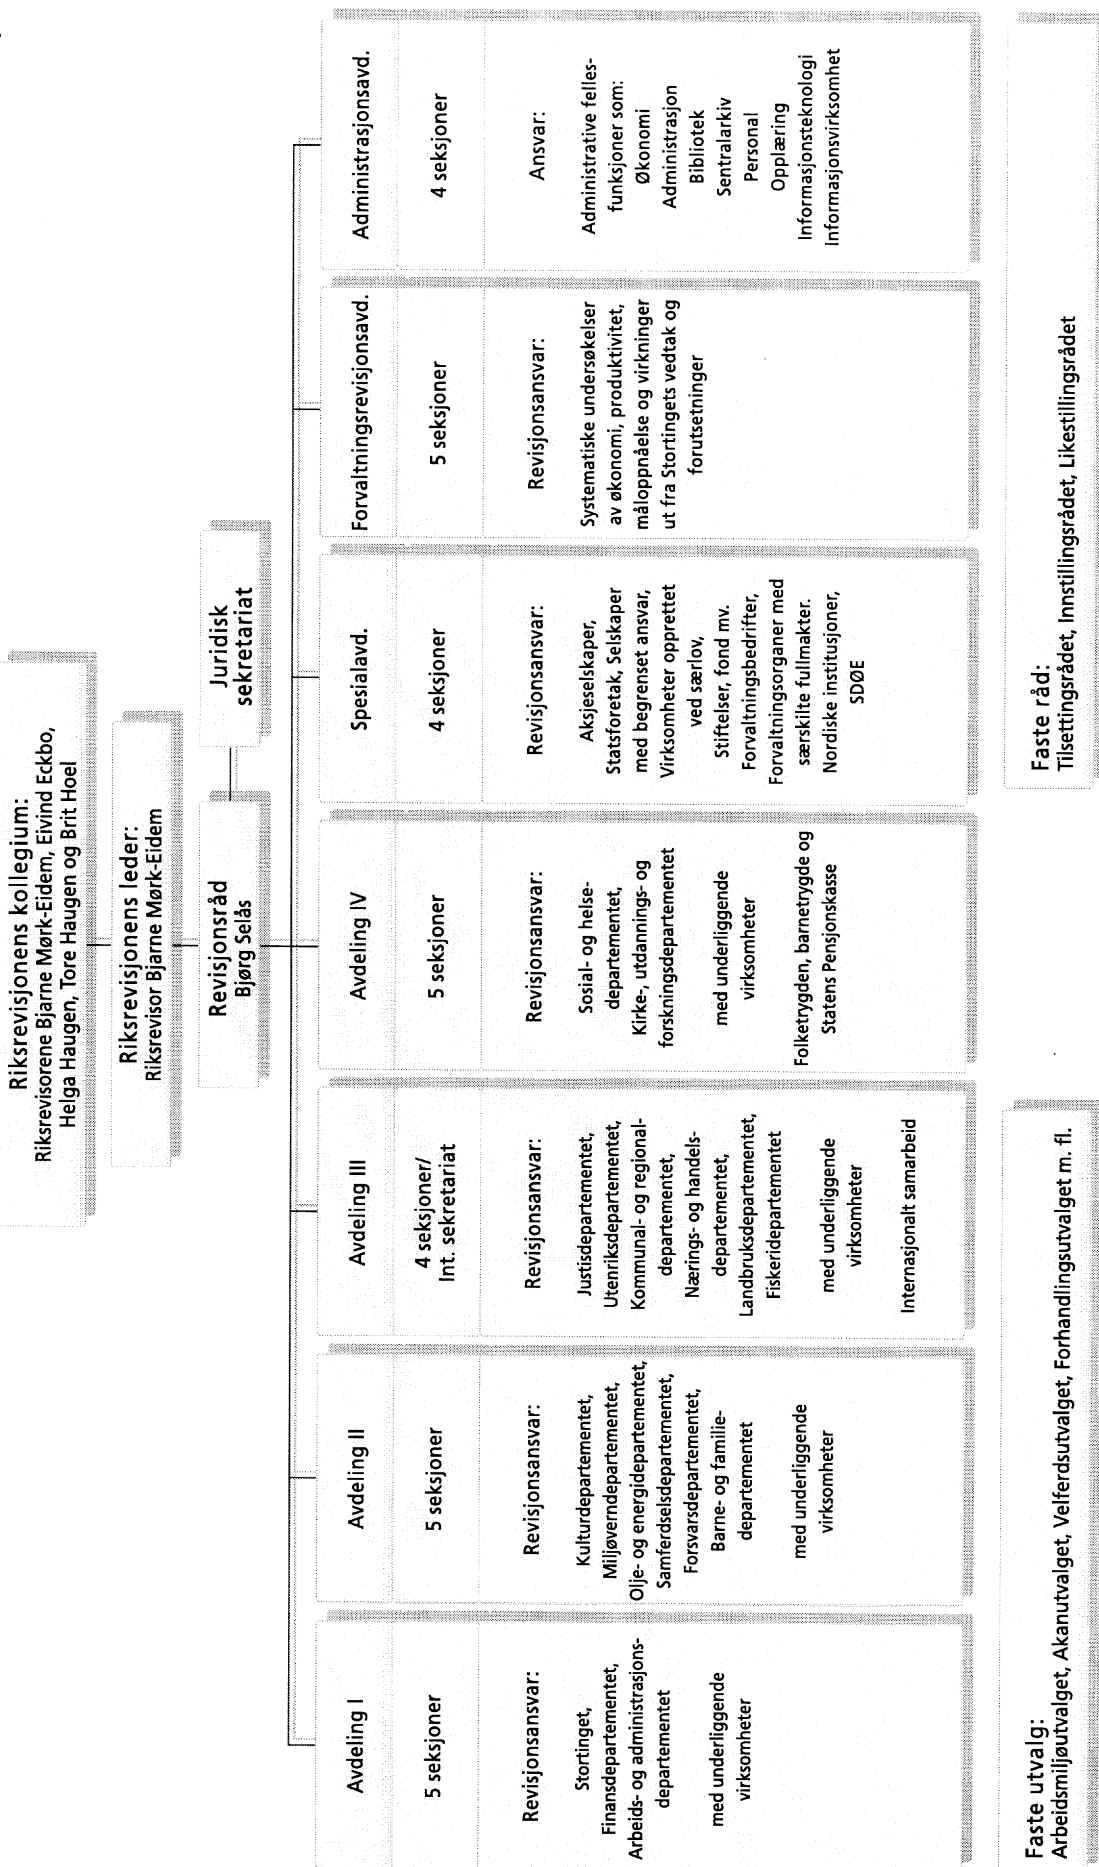 Riksrevisjonens kollegium:
Riksrevisorene Bjarne Mørk-Eidem, Eivind Eckbo,
Helga Haugen, Tore Haugen og Brit Hoel
Riksrevisjonens leder:
Riksrevisor Bjarne Mørk-Eidem
Revisjonsråd
Bjørg Selås
Juridisk
sekretariat
Avdeling I
5 seksjoner
Revisjonsansvar:
Stortinget,
Finansdepartementet,
Arbeids- og administrasjons-
departementet
med underliggende
virksomheter
Avdeling II
5 seksjoner
Revisjonsansvar:
Kulturdepartementet,
Miljøverndepartementet,
Olje- og energidepartementet,
Samferdselsdepartementet,
Forsvarsdepartementet,
Barne- og familie-
departementet
med underliggende
virksomheter
Avdeling III
4 seksjoner/
Int. sekretariat
Revisjonsansvar:
Justisdepartementet,
Utenriksdepartementet,
Kommunal- og regional-
departementet,
Nærings- og handels-
departementet,
Landbruksdepartementet,
Fiskeridepartementet
med underliggende
virksomheter
Internasjonalt samarbeid
Avdeling IV
5 seksjoner
Revisjonsansvar:
Sosial- og helse-
departementet,
Kirke-, utdannings- og
forskningsdepartementet
med underliggende
virksomheter
Folketrygden, barnetrygde og
Statens Pensjonskasse
Spesialavd.
4 seksjoner
Revisjonsansvar:
Aksjeselskaper,
Statsforetak, Selskaper
med begrenset ansvar,
Virksomheter opprettet
ved særlov,
Stiftelser, fond mv.
Forvaltningsbedrifter,
Forvaltningsorganer med
særskilte fullmakter.
Nordiske institusjoner,
SDØE
Forvaltningsrevisjonsavd.
5 seksjoner
Revisjonsansvar:
Systematiske undersøkelser
av økonomi, produktivitet,
måloppnåelse og virkninger
ut fra Stortingets vedtak og
forutsetninger
Administrasjonsavd.
4 seksjoner
Ansvar:
Administrative felles-
funksjoner som:
Økonomi
Administrasjon
Bibliotek
Sentralarkiv
Personal
Opplæring
Informasjonsteknologi
Informasjonsvirksomhet
Faste utvalg:
Arbeidsmiljøutvalget, Akanutvalget, Velferdsutvalget, Forhandlingsutvalget m. fl.
Faste råd:
Tilsettingsrådet, Innstillingsrådet, Likestillingsrådet